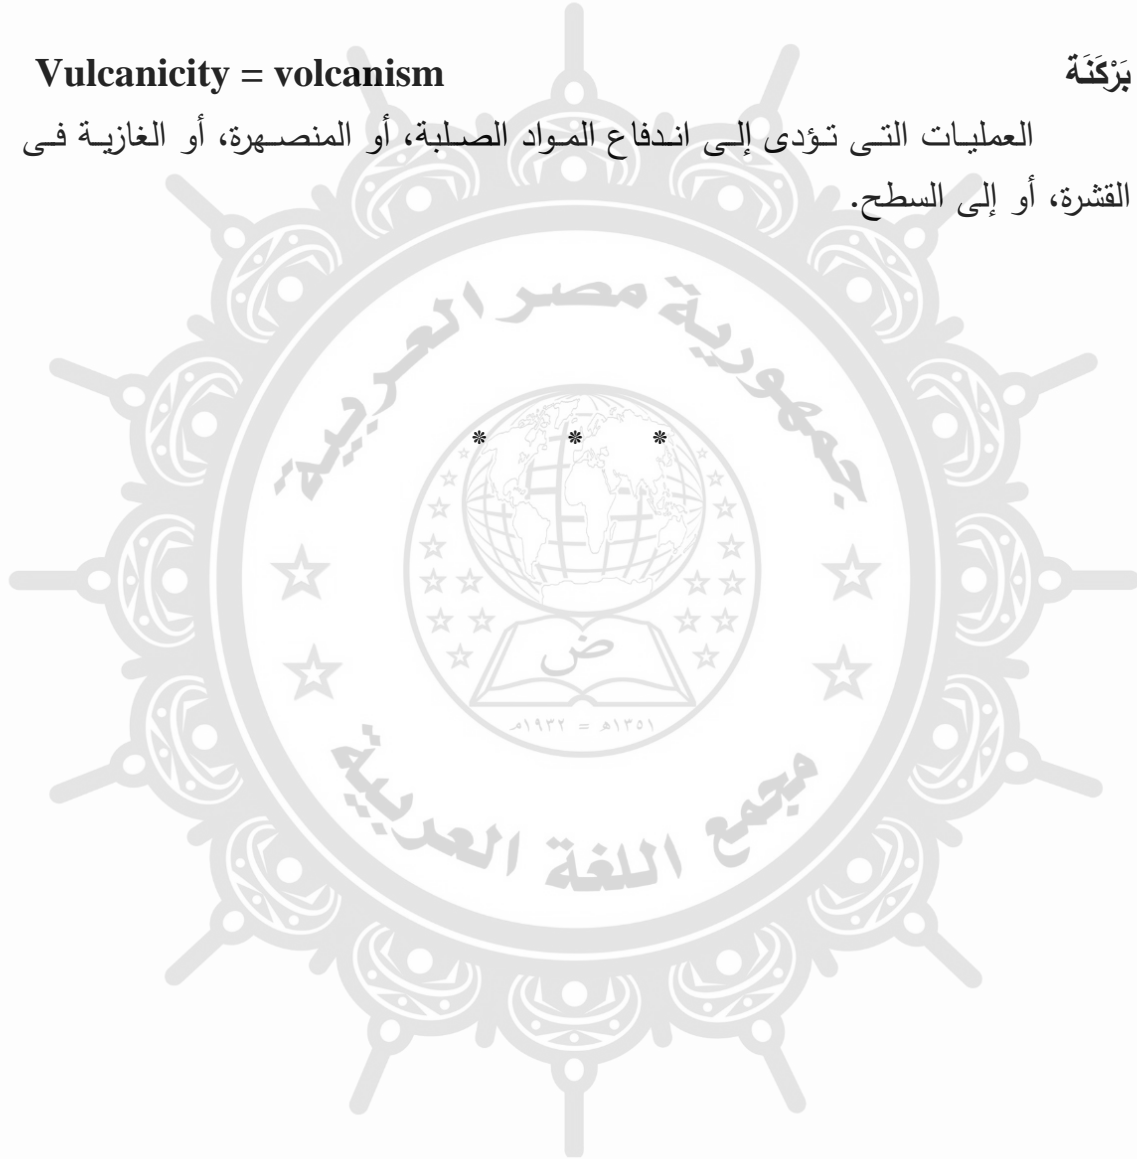 بَرْكَنَة Vulcanicity = volcanism
العمليات التى تؤدى إلى اندفاع المواد الصلبة، أو المنصهرة، أو الغازية فى
القشرة، أو إلى السطح.
جمهورية مصر العربية
* * *
ض
١٣٥١هـ = ١٩٣٢م
مجمع اللغة العربية